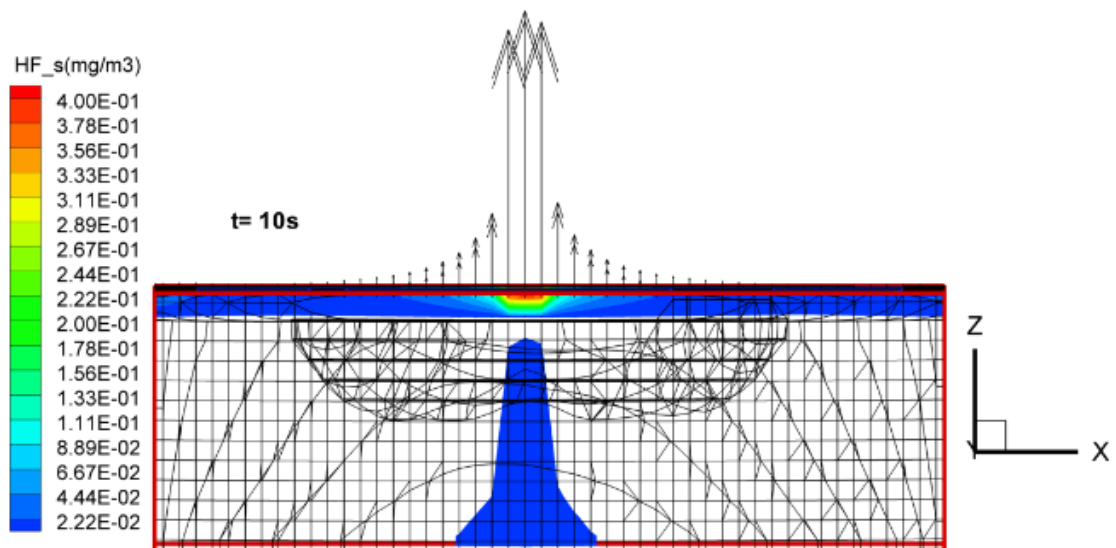 HF_s(mg/m3)
4.00E-01
3.78E-01
3.56E-01
3.33E-01
3.11E-01
2.89E-01
2.67E-01
2.44E-01
2.22E-01
2.00E-01
1.78E-01
1.56E-01
1.33E-01
1.11E-01
8.89E-02
6.67E-02
4.44E-02
2.22E-02
t= 10s
Z
Y
X